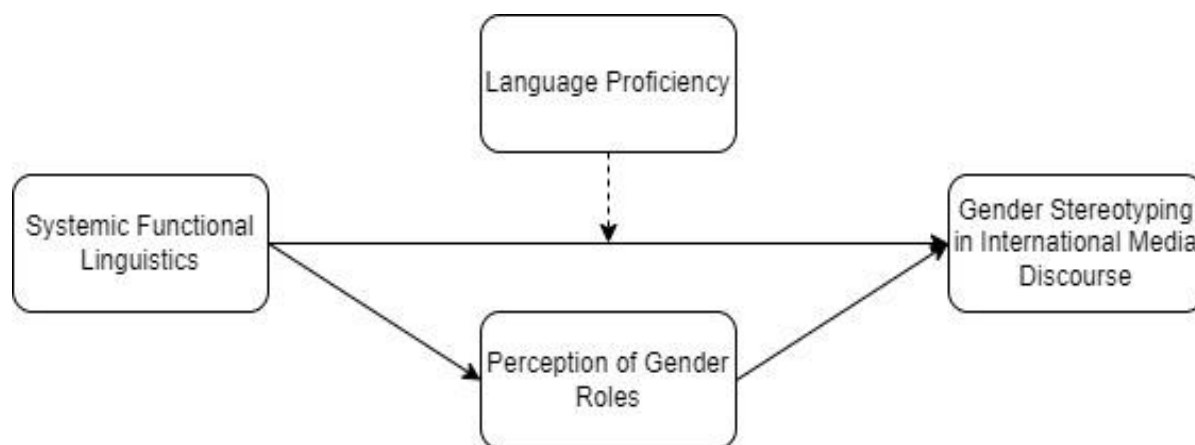 Language Proficiency
Systemic Functional
Linguistics
Gender Stereotyping
in International Media
Discourse
Perception of Gender
Roles